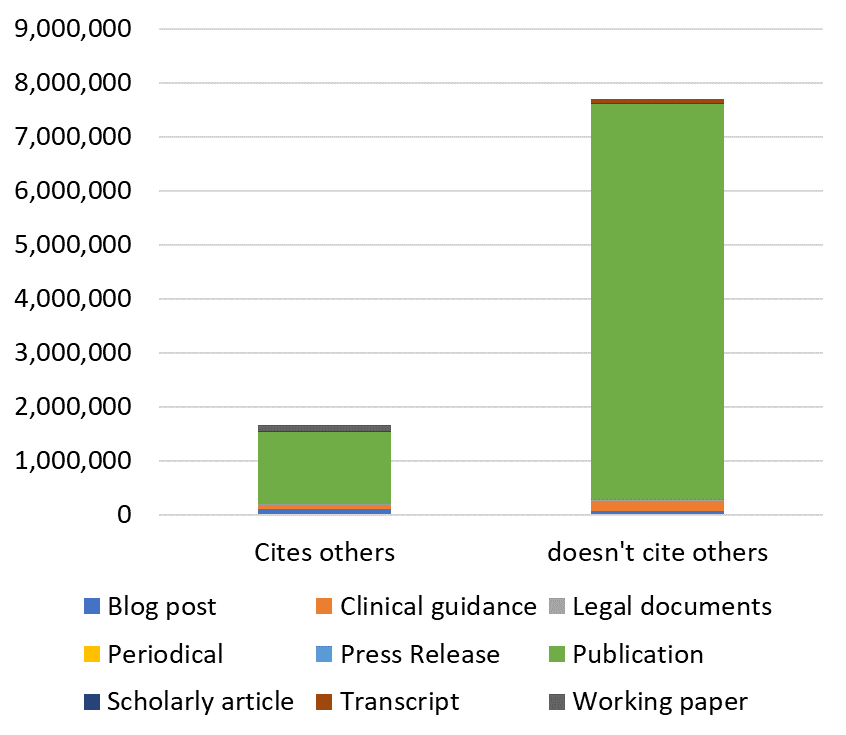 9,000,000
8,000,000
7,000,000
6,000,000
5,000,000
4,000,000
3,000,000
2,000,000
1,000,000
0
Cites others doesn't cite others
Blog post Clinical guidance Legal documents
Periodical Press Release Publication
Scholarly article Transcript Working paper